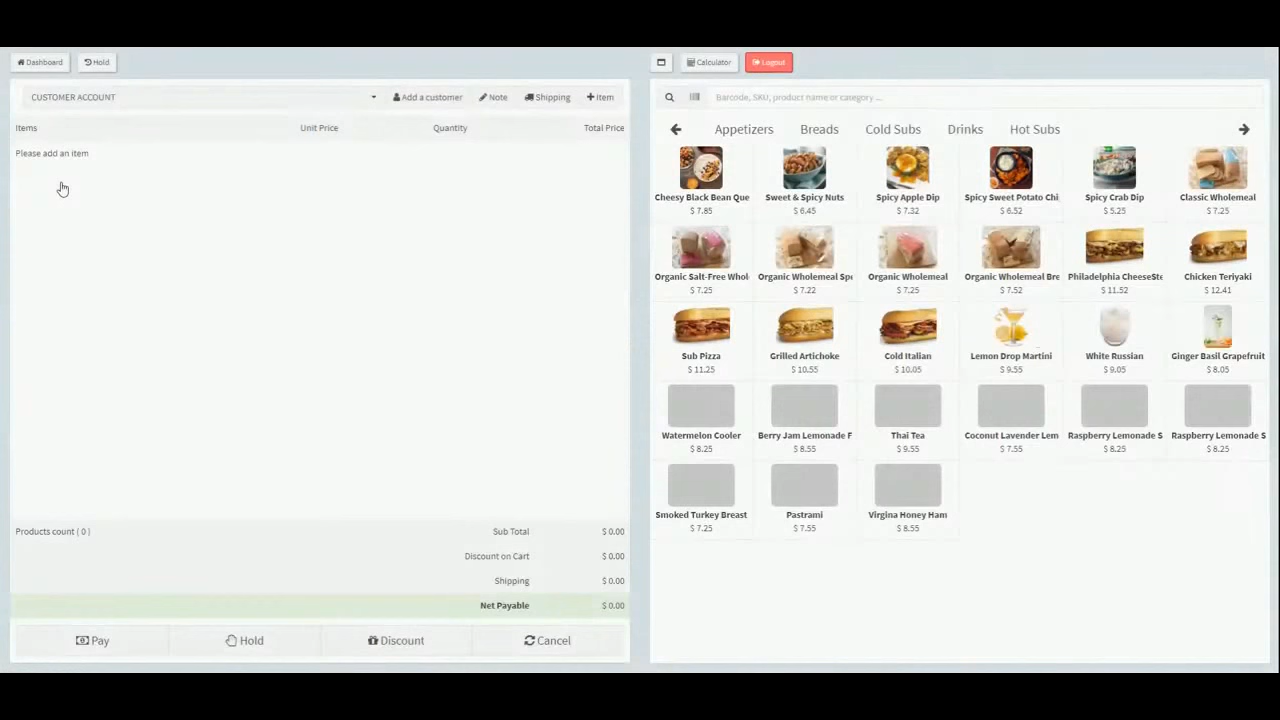 Dashboard Hold
Calculator Logout
CUSTOMER ACCOUNT Add a customer Note Shipping Item
Items Unit Price Quantity Total Price
Please add an item
Products count ( 0 ) Sub Total $ 0.00
Discount on Cart $ 0.00
Shipping $ 0.00
Net Payable $ 0.00
Pay Hold Discount Cancel
Barcode, SKU, product name or category ...
Appetizers Breads Cold Subs Drinks Hot Subs
Cheesy Black Bean Que Sweet & Spicy Nuts Spicy Apple Dip Spicy Sweet Potato Chi Spicy Crab Dip Classic Wholemeal
$ 7.85 $ 6.45 $ 7.32 $ 6.52 $ 5.25 $ 7.25
Organic Salt-Free Whol Organic Wholemeal Spe Organic Wholemeal Organic Wholemeal Bre Philadelphia CheeseSte Chicken Teriyaki
$ 7.25 $ 7.22 $ 7.25 $ 7.52 $ 11.52 $ 12.41
Sub Pizza Grilled Artichoke Cold Italian Lemon Drop Martini White Russian Ginger Basil Grapefruit
$ 11.25 $ 10.55 $ 10.05 $ 9.55 $ 9.05 $ 8.05
Watermelon Cooler Berry Jam Lemonade F Thai Tea Coconut Lavender Lem Raspberry Lemonade S Raspberry Lemonade S
$ 8.25 $ 8.55 $ 9.55 $ 7.55 $ 8.25 $ 8.25
Smoked Turkey Breast Pastrami Virgina Honey Ham
$ 7.25 $ 7.55 $ 8.55